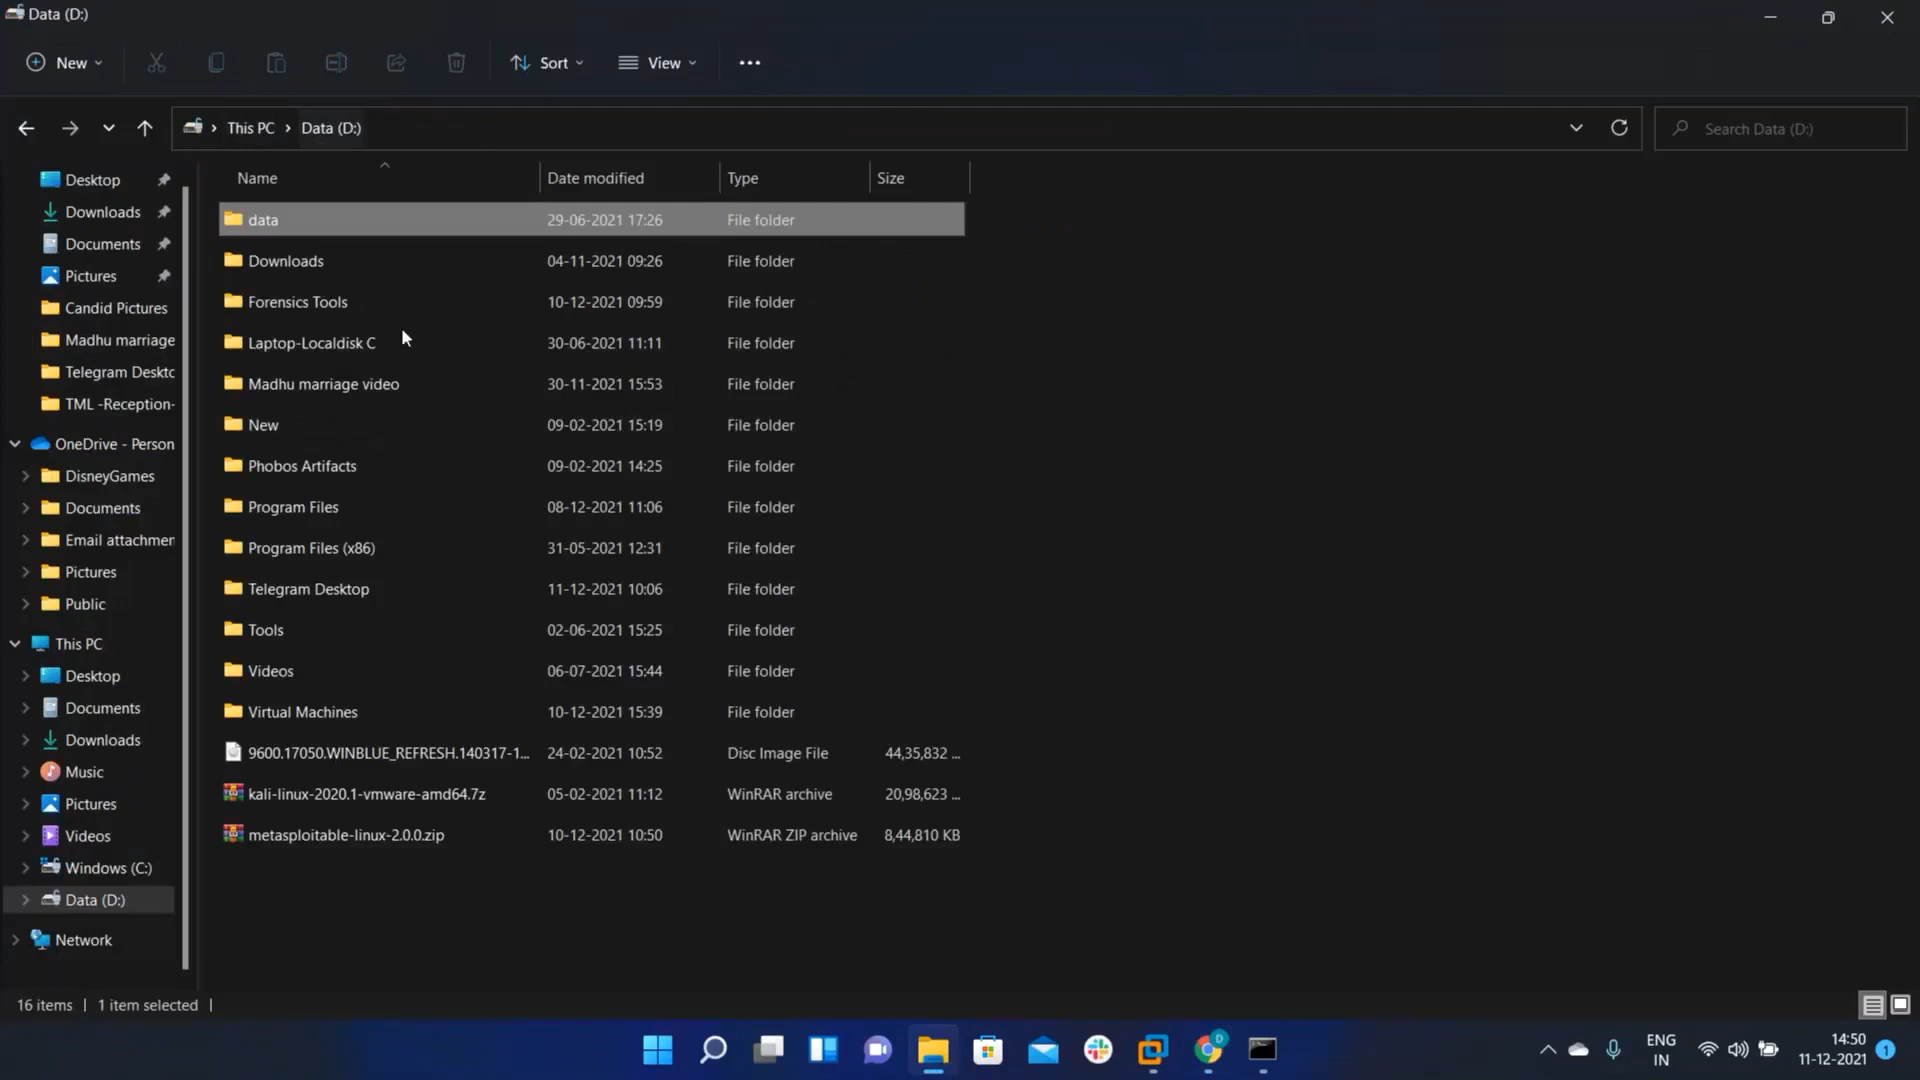 Data (D:)
New
Sort
View
This PC > Data (D:)
Search Data (D:)
Name Date modified Type Size
data 29-06-2021 17:26 File folder
Downloads 04-11-2021 09:26 File folder
Forensics Tools 10-12-2021 09:59 File folder
Laptop-Localdisk C 30-06-2021 11:11 File folder
Madhu marriage video 30-11-2021 15:53 File folder
New 09-02-2021 15:19 File folder
Phobos Artifacts 09-02-2021 14:25 File folder
Program Files 08-12-2021 11:06 File folder
Program Files (x86) 31-05-2021 12:31 File folder
Telegram Desktop 11-12-2021 10:06 File folder
Tools 02-06-2021 15:25 File folder
Videos 06-07-2021 15:44 File folder
Virtual Machines 10-12-2021 15:39 File folder
9600.17050.WINBLUE_REFRESH.140317-1... 24-02-2021 10:52 Disc Image File 44,35,832 ...
kali-linux-2020.1-vmware-amd64.7z 05-02-2021 11:12 WinRAR archive 20,98,623 ...
metasploitable-linux-2.0.0.zip 10-12-2021 10:50 WinRAR ZIP archive 8,44,810 KB
Desktop
Downloads
Documents
Pictures
Candid Pictures
Madhu marriage
Telegram Deskto
TML -Reception-
OneDrive - Person
DisneyGames
Documents
Email attachmen
Pictures
Public
This PC
Desktop
Documents
Downloads
Music
Pictures
Videos
Windows (C:)
Data (D:)
Network
16 items | 1 item selected |
D
ENG
IN
14:50
11-12-2021
1